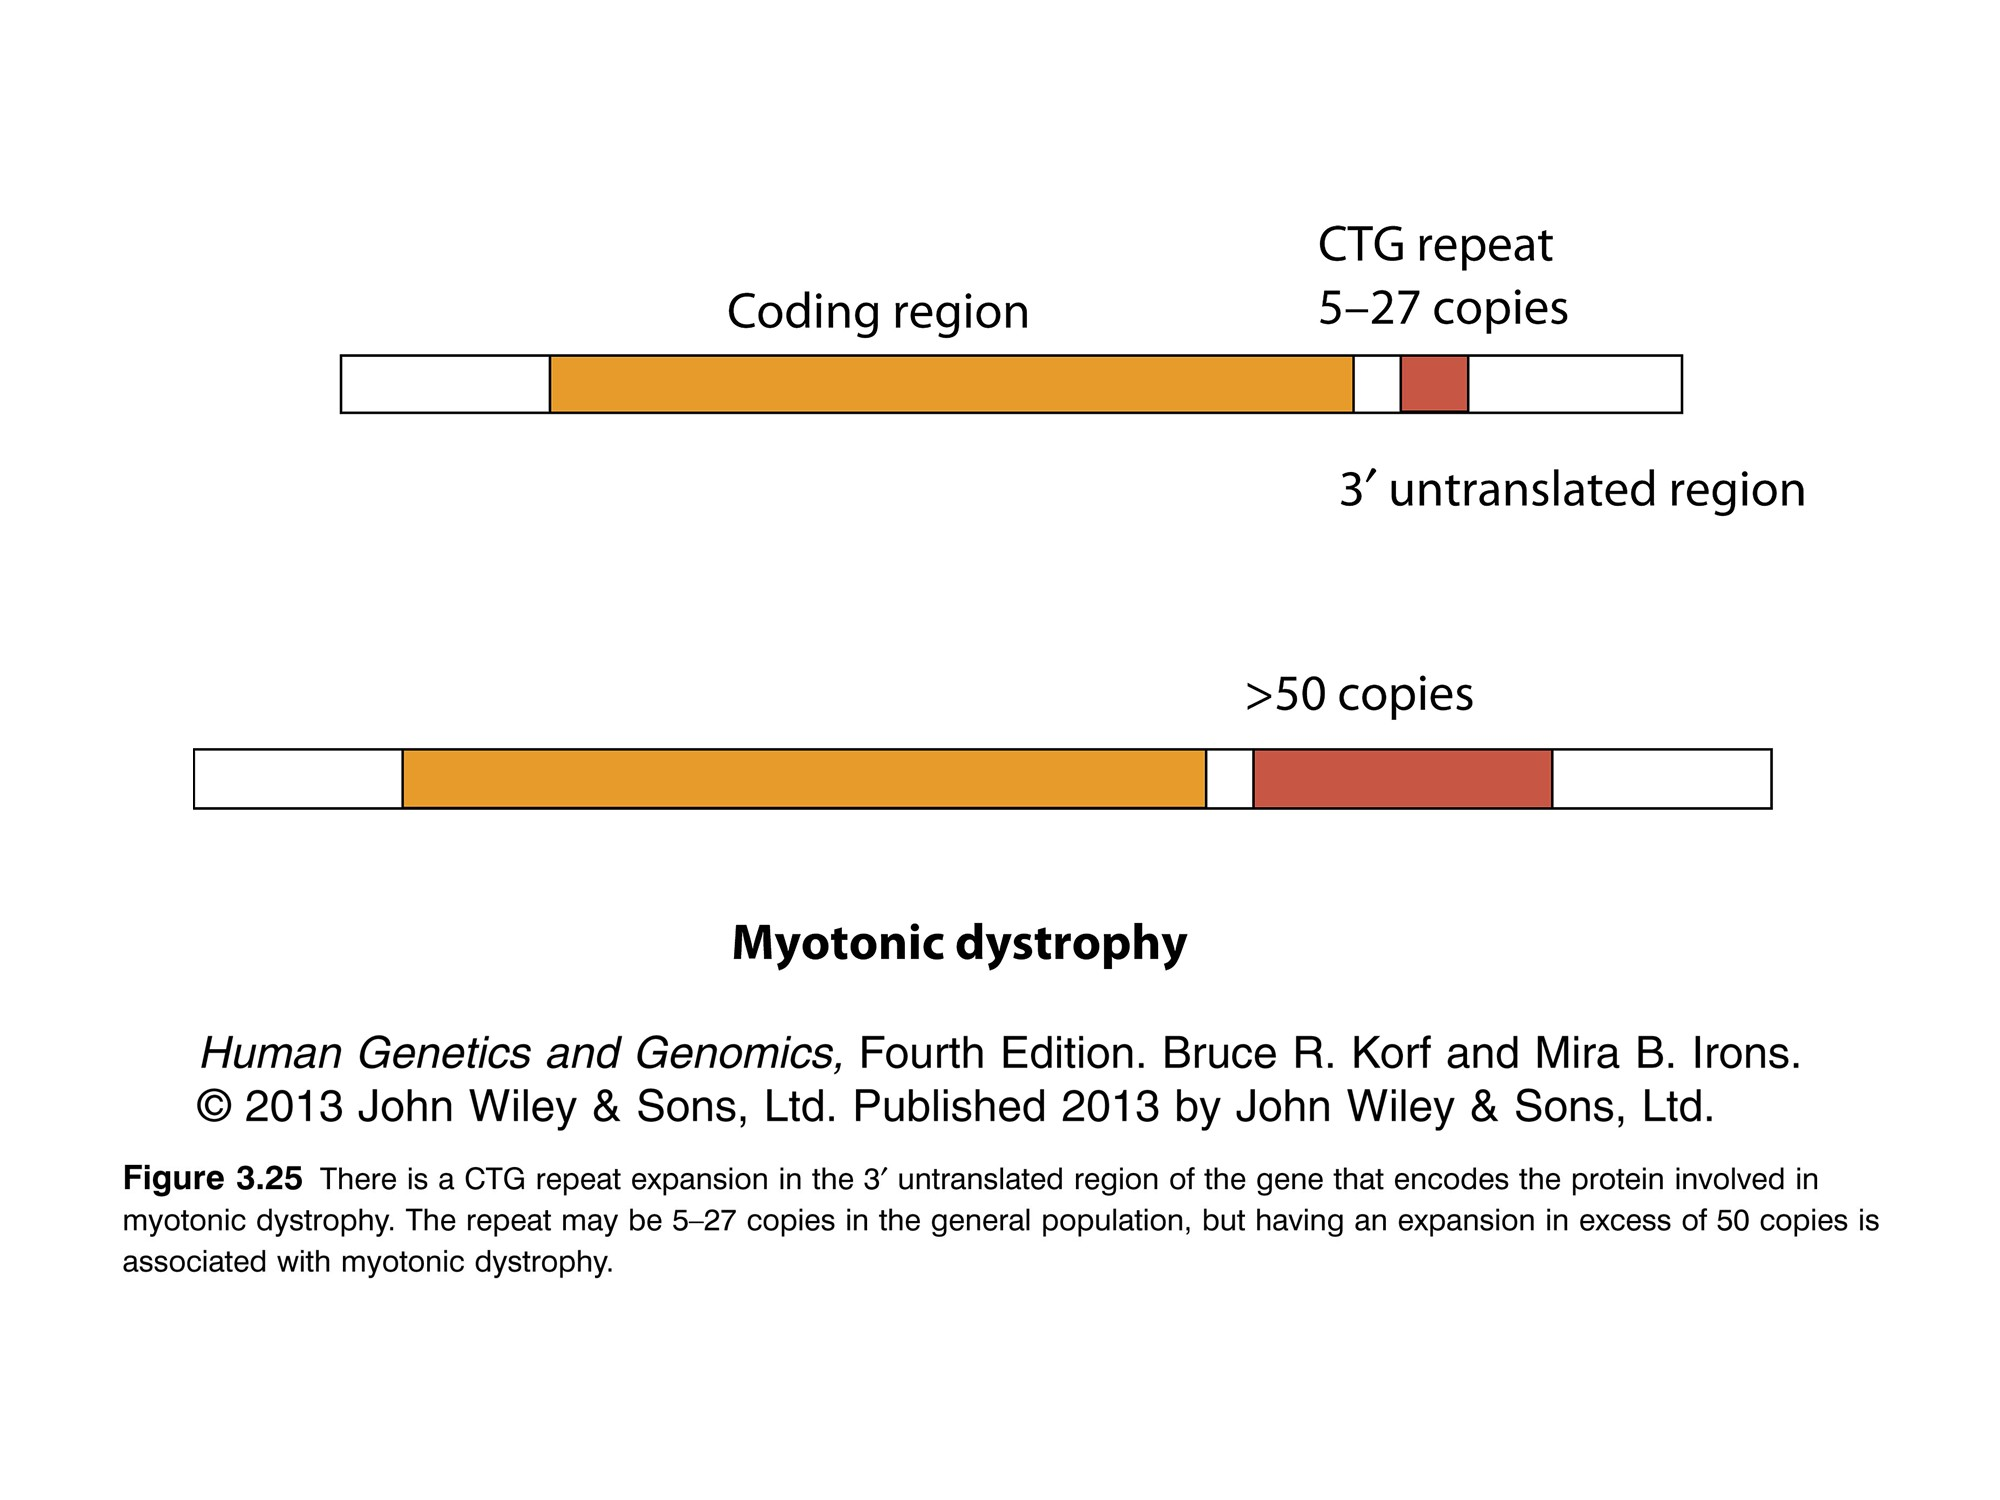 CTG repeat
5–27 copies
Coding region
3′ untranslated region
>50 copies
Myotonic dystrophy
Human Genetics and Genomics, Fourth Edition. Bruce R. Korf and Mira B. Irons.
© 2013 John Wiley & Sons, Ltd. Published 2013 by John Wiley & Sons, Ltd.
Figure 3.25 There is a CTG repeat expansion in the 3′ untranslated region of the gene that encodes the protein involved in
myotonic dystrophy. The repeat may be 5–27 copies in the general population, but having an expansion in excess of 50 copies is
associated with myotonic dystrophy.